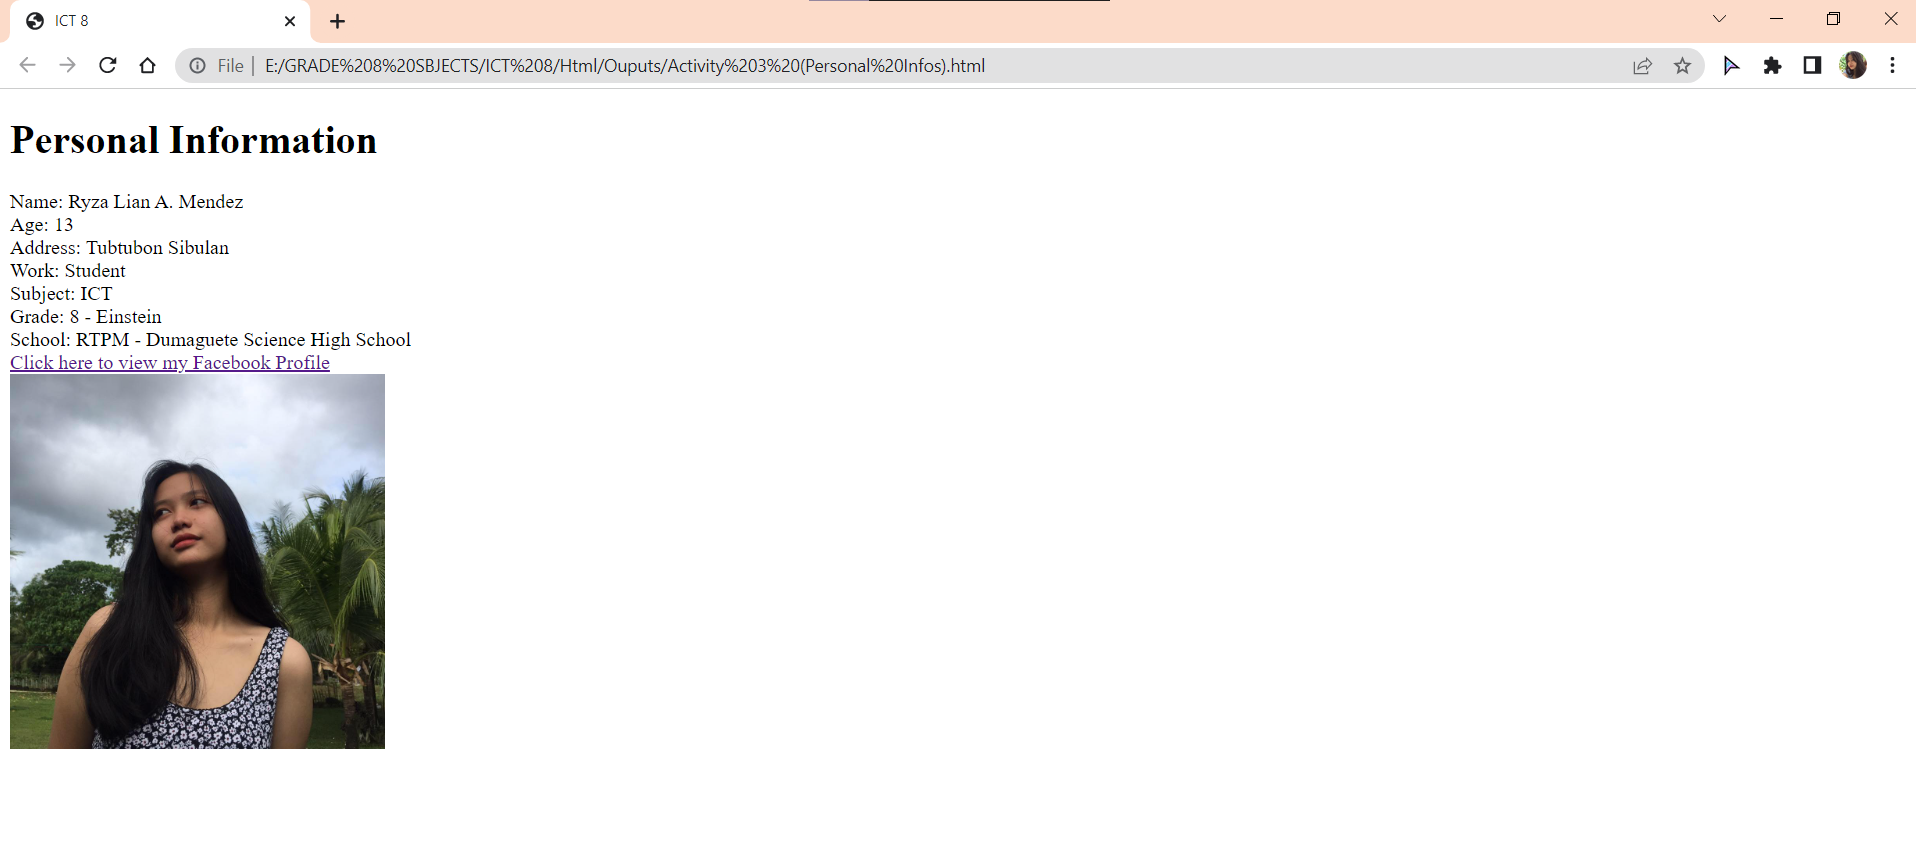 ICT 8
File | E:/GRADE%208%20SBJECTS/ICT%208/Html/Ouputs/Activity%203%20(Personal%20Infos).html
Personal Information
Name: Ryza Lian A. Mendez
Age: 13
Address: Tubtubon Sibulan
Work: Student
Subject: ICT
Grade: 8 - Einstein
School: RTPM - Dumaguete Science High School
Click here to view my Facebook Profile